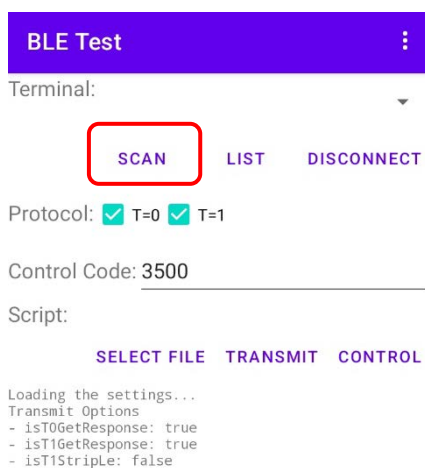 BLE Test
Terminal:
SCAN LIST DISCONNECT
Protocol: T=0 T=1
Control Code: 3500
Script:
SELECT FILE TRANSMIT CONTROL
Loading the settings...
Transmit Options
- isT0GetResponse: true
- isT1GetResponse: true
- isT1StripLe: false